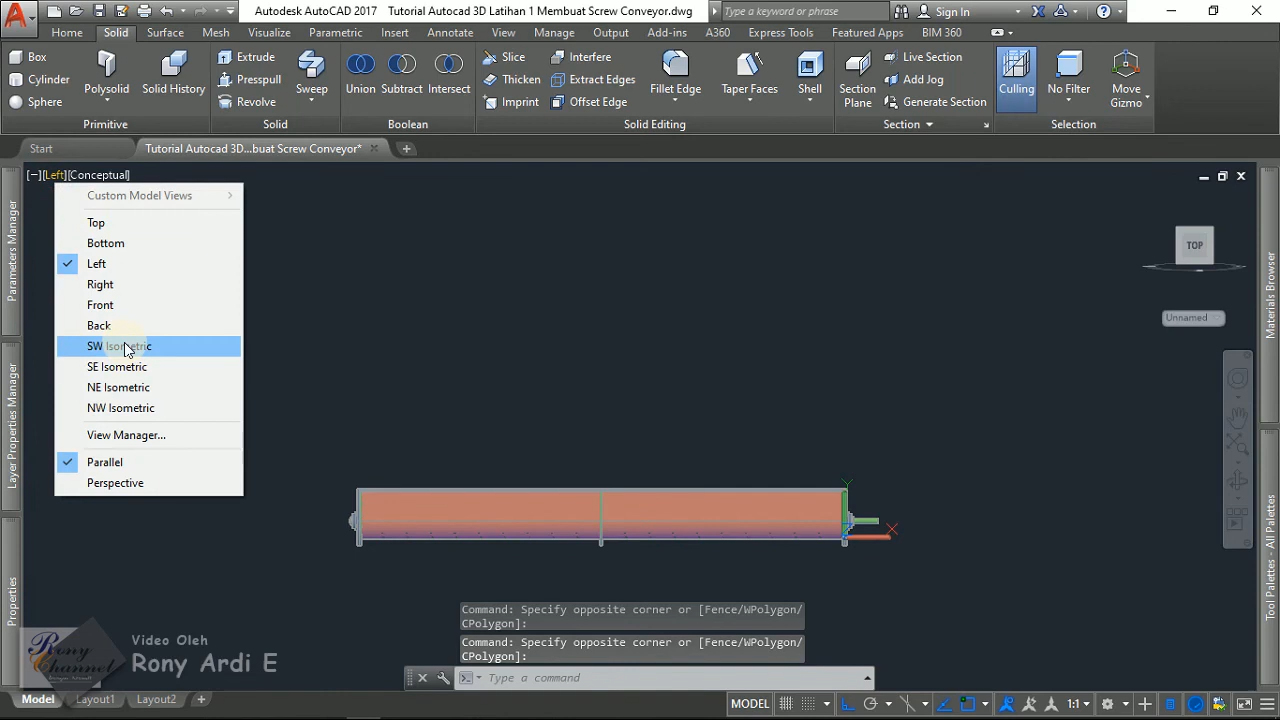 Autodesk AutoCAD 2017 Tutorial Autocad 3D Latihan 1 Membuat Screw Conveyor.dwg
Type a keyword or phrase
Sign In
Home Solid Surface Mesh Visualize Parametric Insert Annotate View Manage Output Add-ins A360 Express Tools Featured Apps BIM 360
Box
Cylinder
Sphere
Polysolid
Solid History
Extrude
Presspull
Revolve
Sweep
Union
Subtract
Intersect
Slice
Thicken
Imprint
Interfere
Extract Edges
Offset Edge
Fillet Edge
Taper Faces
Shell
Section
Plane
Live Section
Add Jog
Generate Section
Culling
No Filter
Move
Gizmo
Primitive
Solid
Boolean
Solid Editing
Section
Selection
Start
Tutorial Autocad 3D...buat Screw Conveyor*
[−][Left][Conceptual]
Custom Model Views
Top
Bottom
Left
Right
Front
Back
SW Isometric
SE Isometric
NE Isometric
NW Isometric
View Manager...
Parallel
Perspective
Parameters Manager
Layer Properties Manager
Properties
TOP
Unnamed
Materials Browser
Tool Palettes - All Palettes
Y
X
Command: Specify opposite corner or [Fence/WPolygon/
CPolygon]:
Command: Specify opposite corner or [Fence/WPolygon/
CPolygon]:
Type a command
Rony
Channel
Video Oleh
Rony Ardi E
Model Layout1 Layout2 +
MODEL
1:1